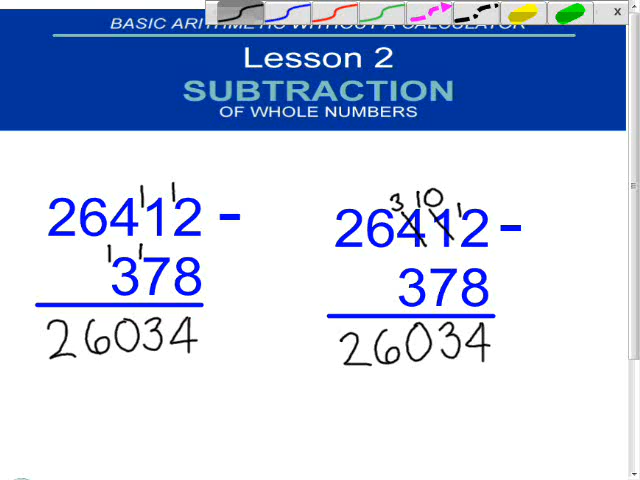 BASIC ARITHMETIC WITHOUT A CALCULATOR
x
Lesson 2
SUBTRACTION
OF WHOLE NUMBERS
1 1
26412 -
1 1
378
26034
3 10 1
26412 -
378
26034